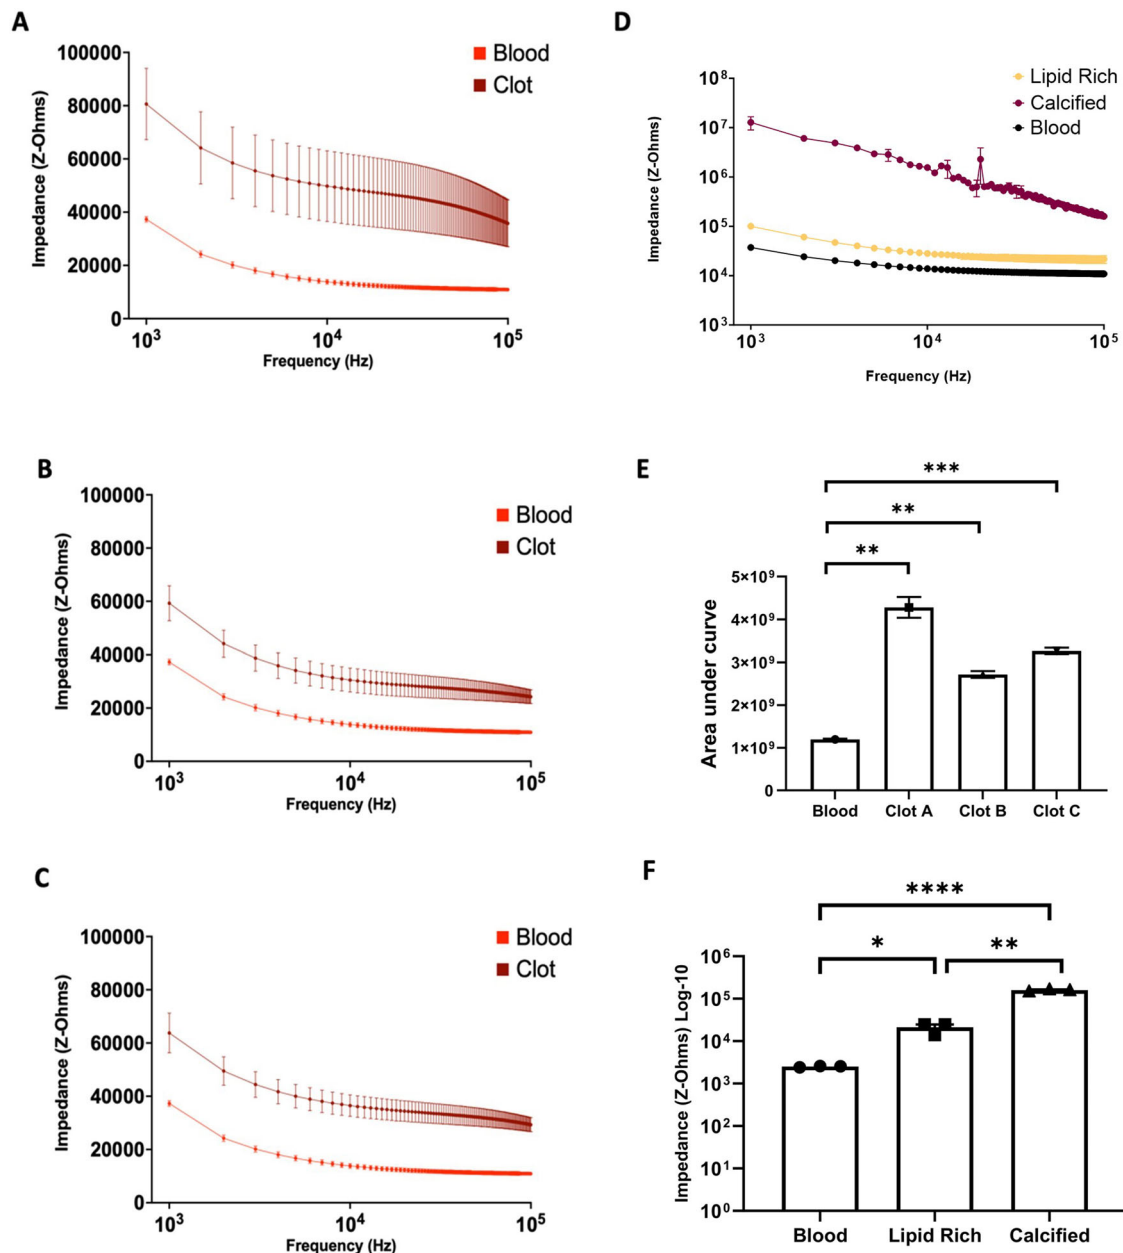 A
Blood
Clot
Impedance (Z-Ohms)
100000
80000
60000
40000
20000
0
10³
10⁴
10⁵
Frequency (Hz)
B
Blood
Clot
Impedance (Z-Ohms)
100000
80000
60000
40000
20000
0
10³
10⁴
10⁵
Frequency (Hz)
C
Blood
Clot
Impedance (Z-Ohms)
100000
80000
60000
40000
20000
0
10³
10⁴
10⁵
Frequency (Hz)
D
Lipid Rich
Calcified
Blood
Impedance (Z-Ohms)
10⁸
10⁷
10⁶
10⁵
10⁴
10³
10³
10⁴
10⁵
Frequency (Hz)
E
***
**
**
Area under curve
5×10⁹
4×10⁹
3×10⁹
2×10⁹
1×10⁹
0
Blood
Clot A
Clot B
Clot C
F
****
*
**
Impedance (Z-Ohms) Log-10
10⁶
10⁵
10⁴
10³
10²
10¹
10⁰
Blood
Lipid Rich
Calcified